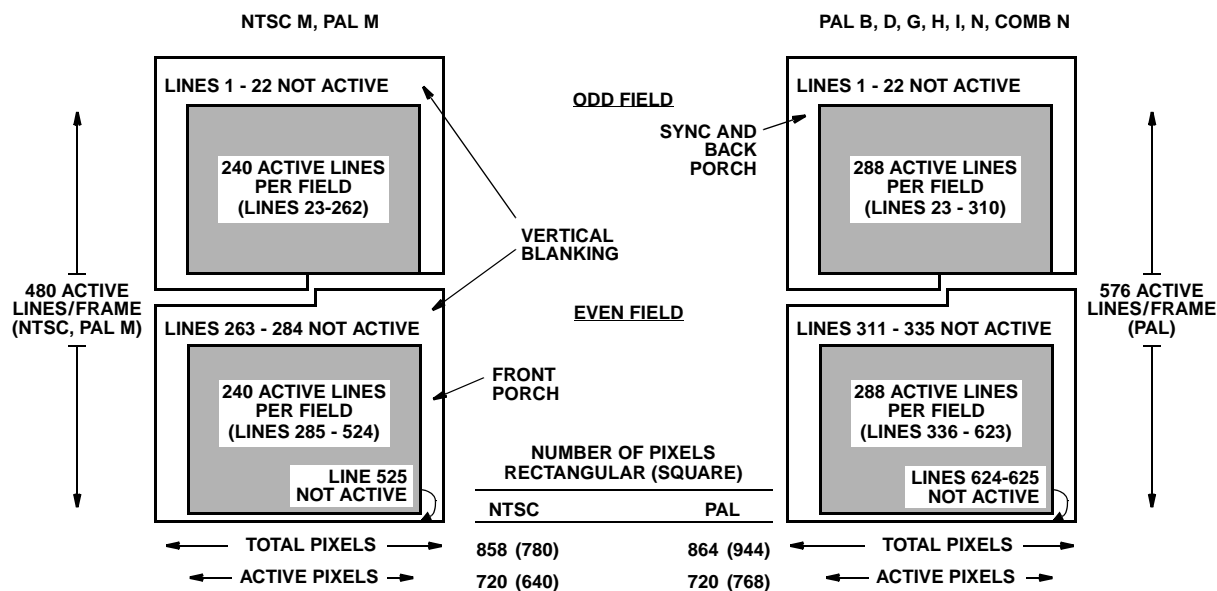 NTSC M, PAL M
LINES 1 - 22 NOT ACTIVE
240 ACTIVE LINES
PER FIELD
(LINES 23-262)
480 ACTIVE
LINES/FRAME
(NTSC, PAL M)
LINES 263 - 284 NOT ACTIVE
240 ACTIVE LINES
PER FIELD
(LINES 285 - 524)
LINE 525
NOT ACTIVE
TOTAL PIXELS
ACTIVE PIXELS
ODD FIELD
SYNC AND
BACK
PORCH
VERTICAL
BLANKING
EVEN FIELD
FRONT
PORCH
NUMBER OF PIXELS
RECTANGULAR (SQUARE)
NTSC PAL
858 (780) 864 (944)
720 (640) 720 (768)
PAL B, D, G, H, I, N, COMB N
LINES 1 - 22 NOT ACTIVE
288 ACTIVE LINES
PER FIELD
(LINES 23 - 310)
576 ACTIVE
LINES/FRAME
(PAL)
LINES 311 - 335 NOT ACTIVE
288 ACTIVE LINES
PER FIELD
(LINES 336 - 623)
LINES 624-625
NOT ACTIVE
TOTAL PIXELS
ACTIVE PIXELS